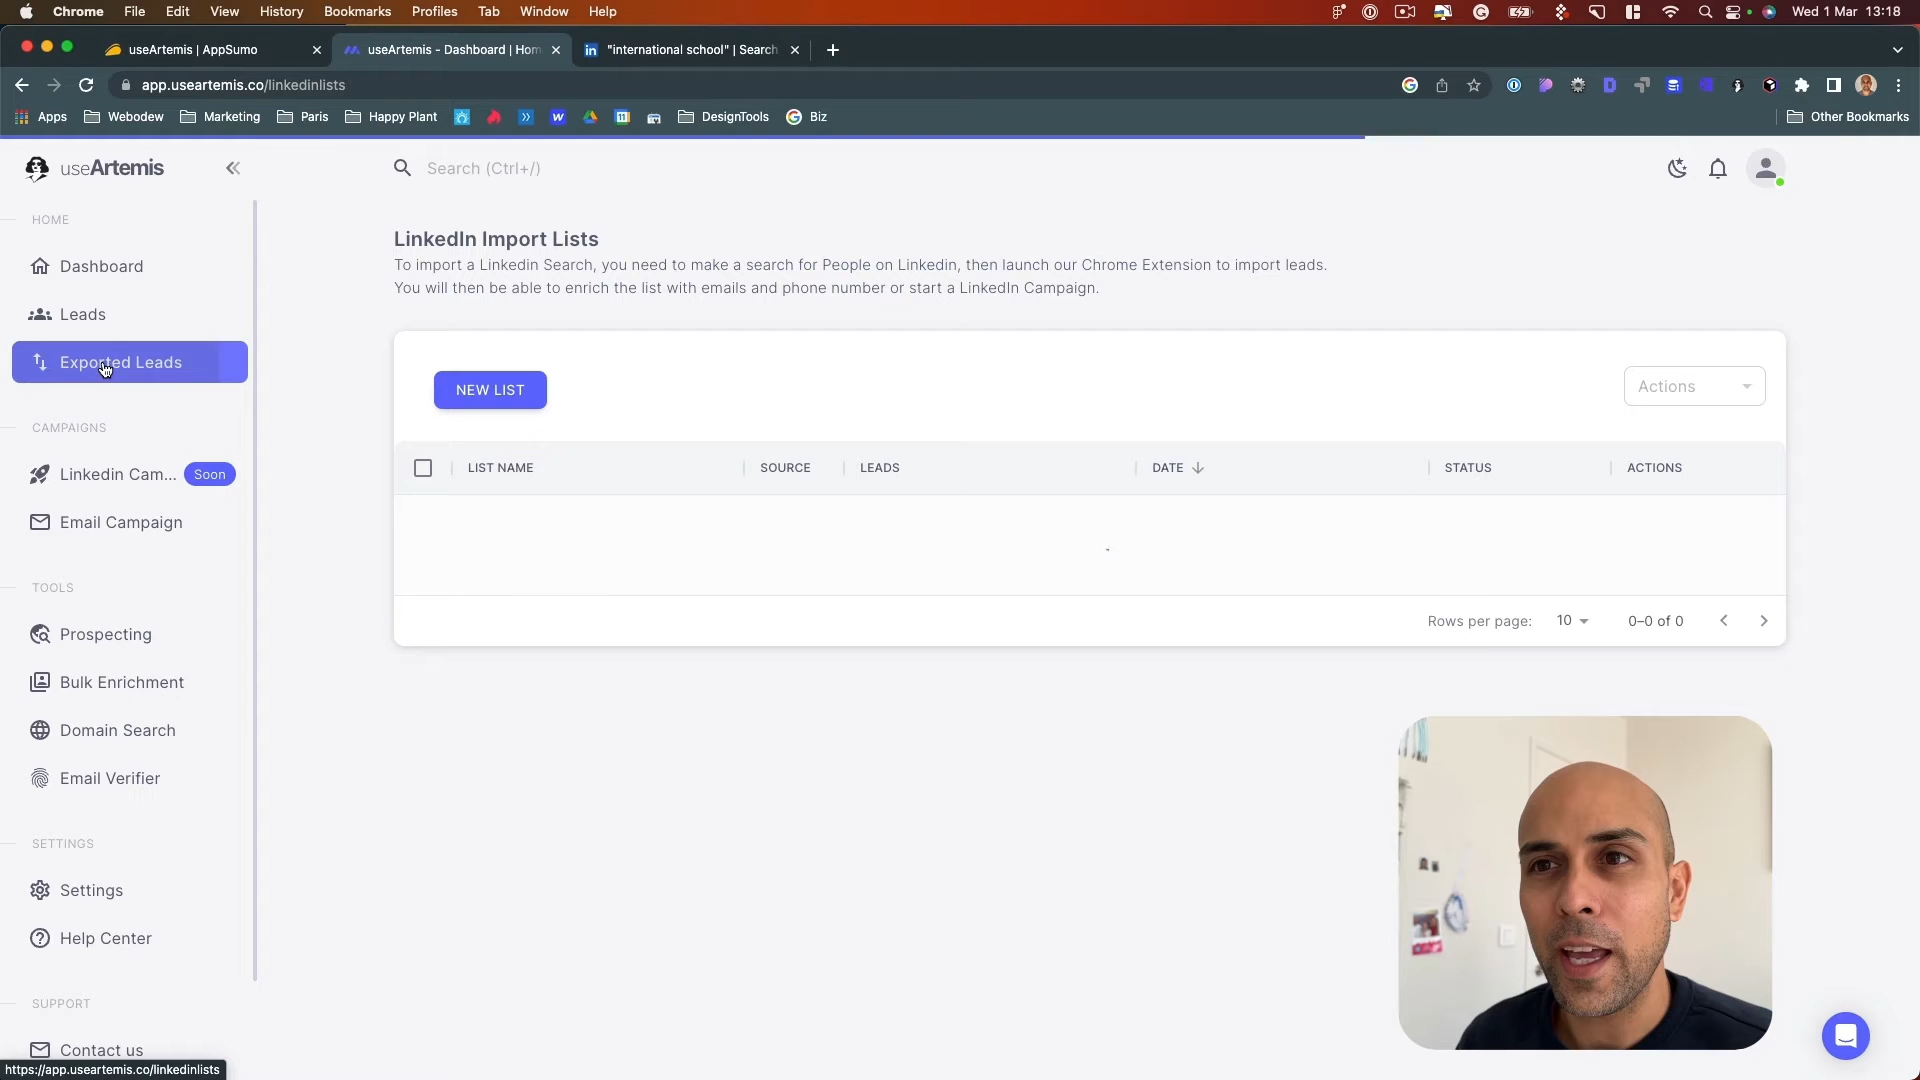 Chrome File Edit View History Bookmarks Profiles Tab Window Help Wed 1 Mar 13:18
useArtemis | AppSumo
useArtemis - Dashboard | Hom
"international school" | Search
app.useartemis.co/linkedinlists
Apps Webodew Marketing Paris Happy Plant DesignTools Biz Other Bookmarks
useArtemis
Search (Ctrl+/)
HOME
Dashboard
Leads
Exported Leads
CAMPAIGNS
Linkedin Cam... Soon
Email Campaign
TOOLS
Prospecting
Bulk Enrichment
Domain Search
Email Verifier
SETTINGS
Settings
Help Center
SUPPORT
Contact us
https://app.useartemis.co/linkedinlists
LinkedIn Import Lists
To import a Linkedin Search, you need to make a search for People on Linkedin, then launch our Chrome Extension to import leads.
You will then be able to enrich the list with emails and phone number or start a LinkedIn Campaign.
NEW LIST
Actions
LIST NAME SOURCE LEADS DATE STATUS ACTIONS
Rows per page: 10 0–0 of 0